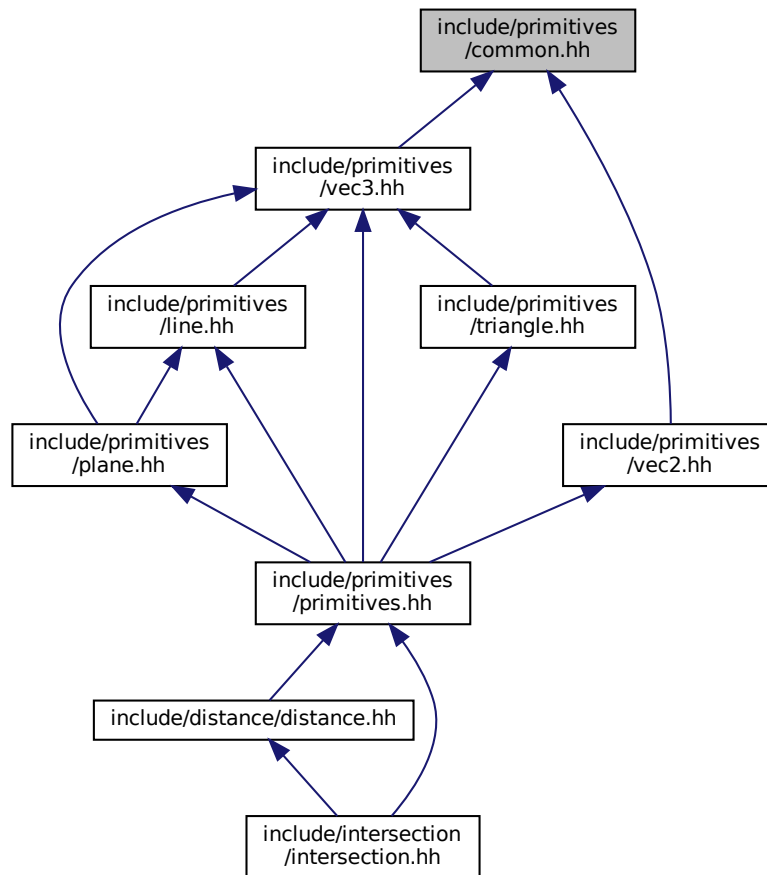 include/primitives
/common.hh
include/primitives
/vec3.hh
include/primitives
/line.hh
include/primitives
/triangle.hh
include/primitives
/plane.hh
include/primitives
/vec2.hh
include/primitives
/primitives.hh
include/distance/distance.hh
include/intersection
/intersection.hh